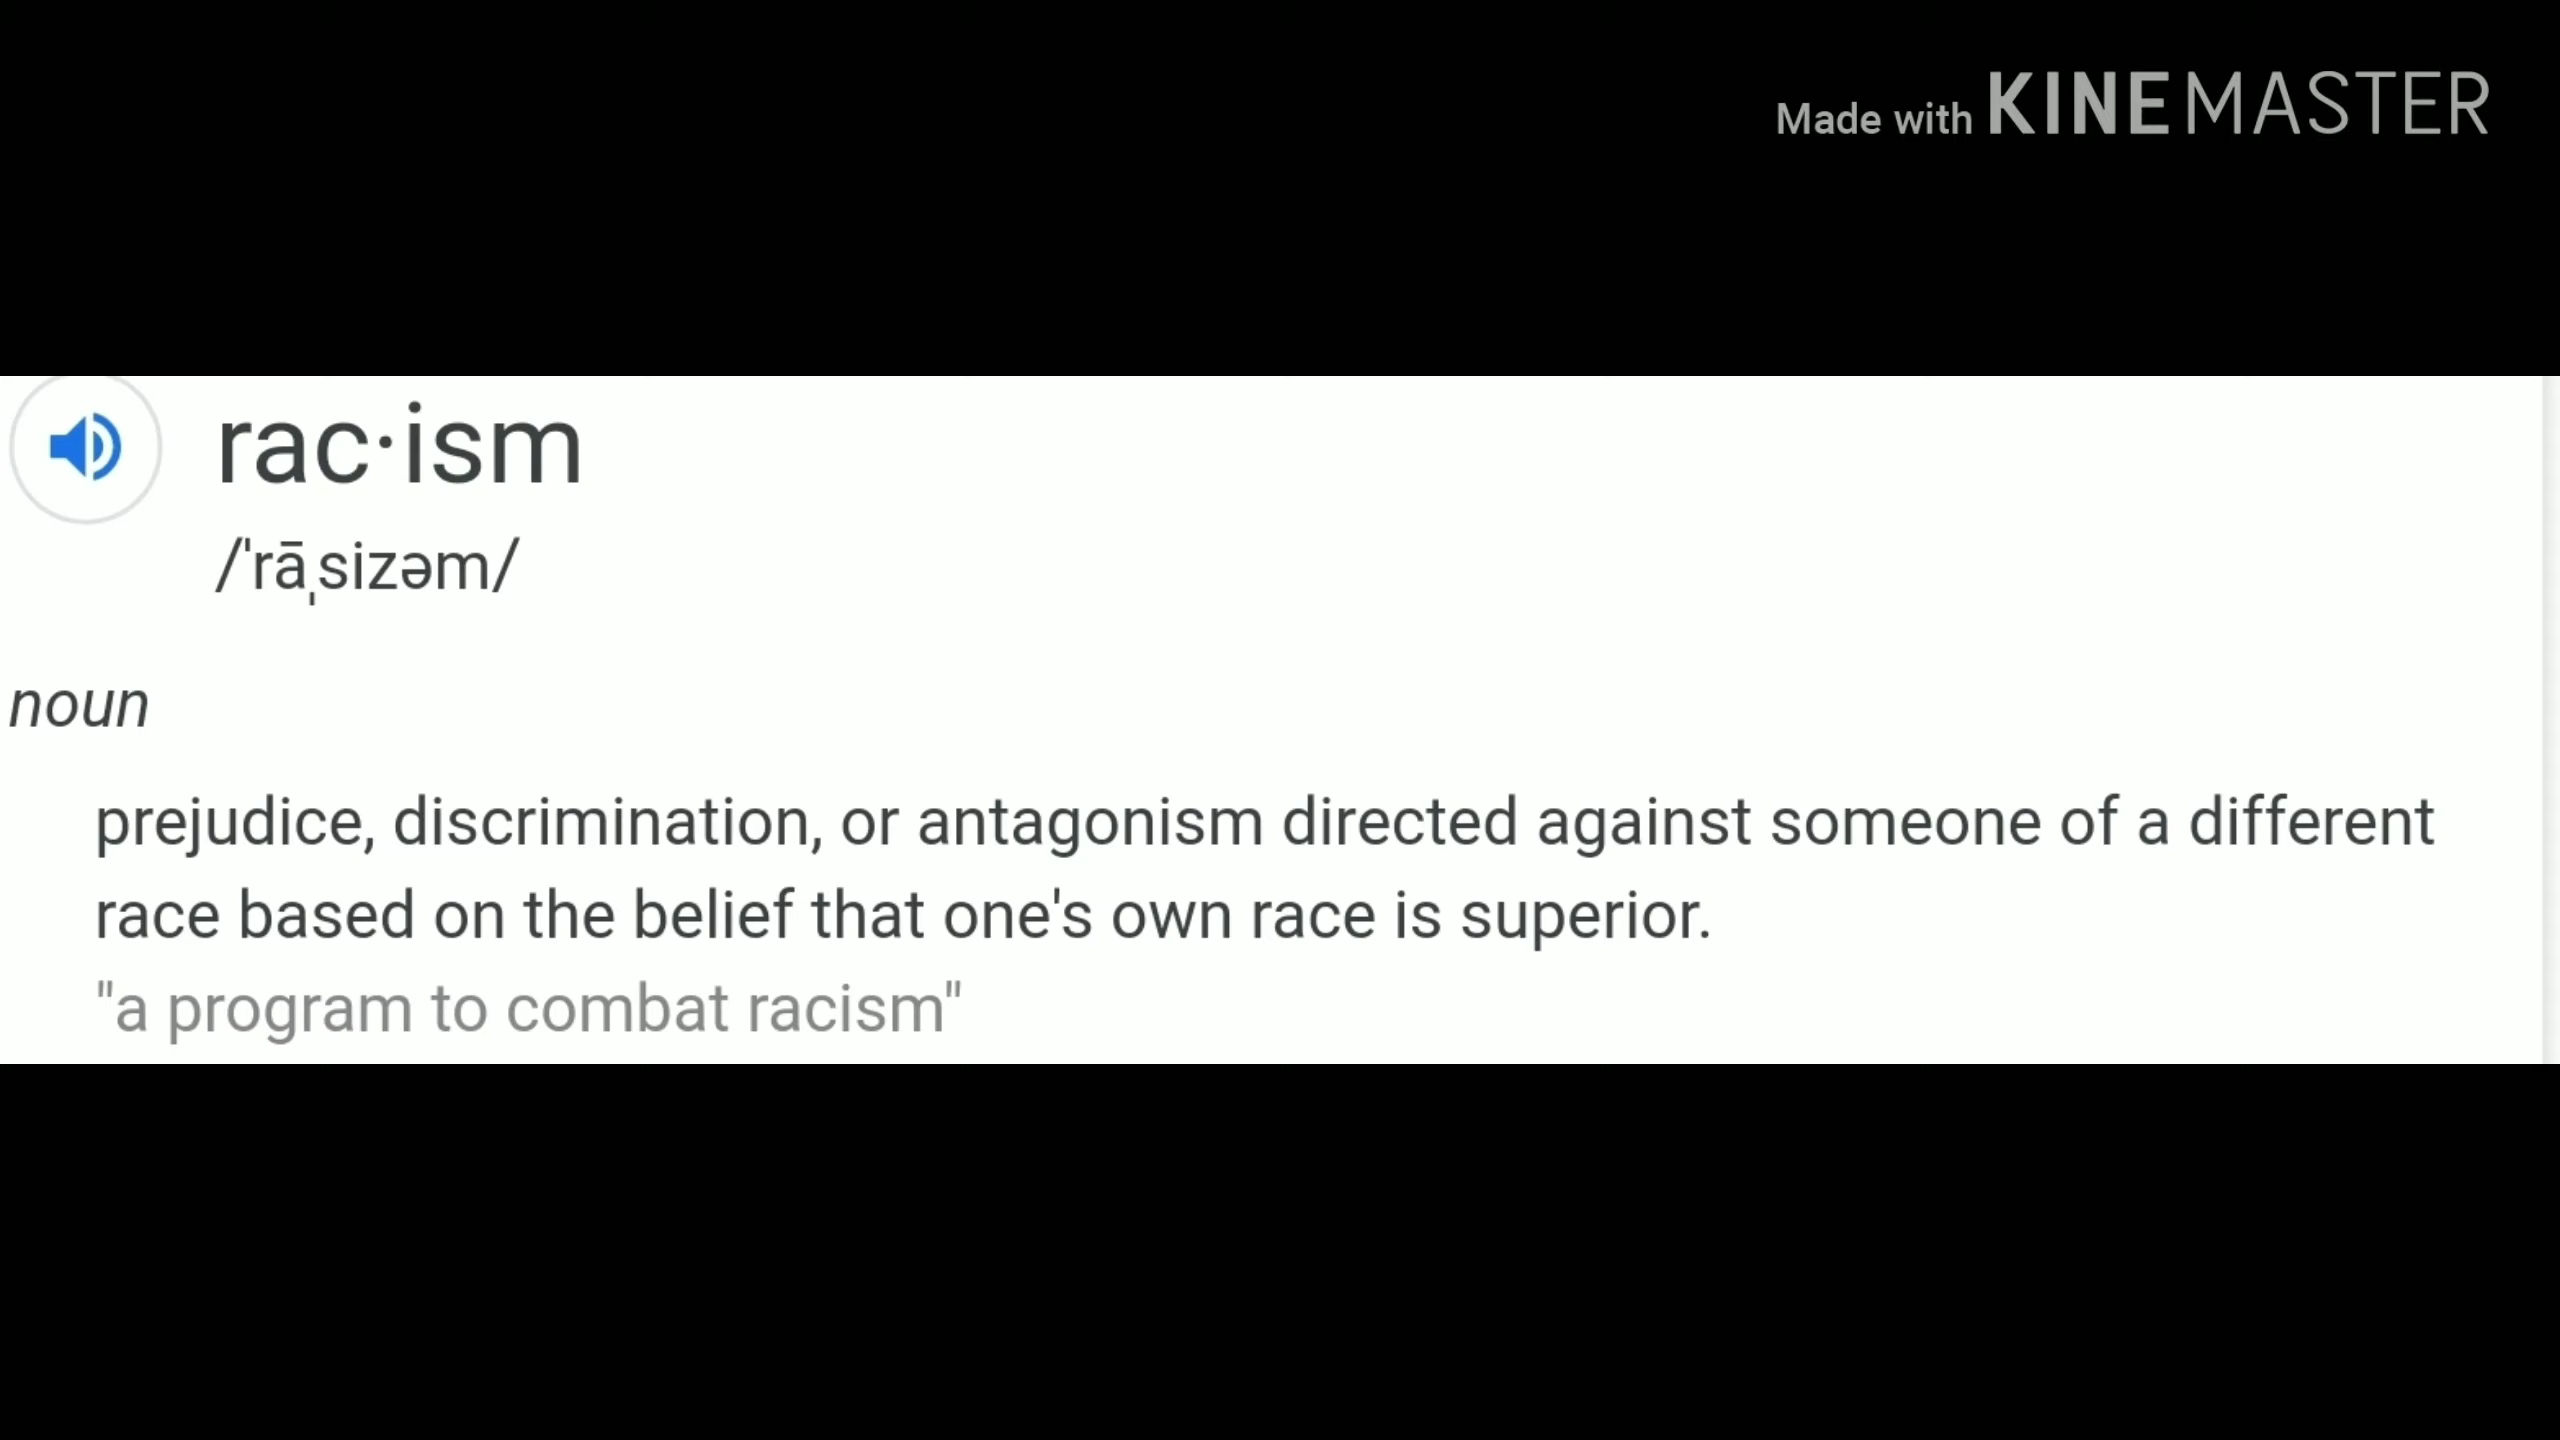 Made with KINEMASTER
rac·ism
/ˈrāˌsizəm/
noun
prejudice, discrimination, or antagonism directed against someone of a different
race based on the belief that one's own race is superior.
"a program to combat racism"